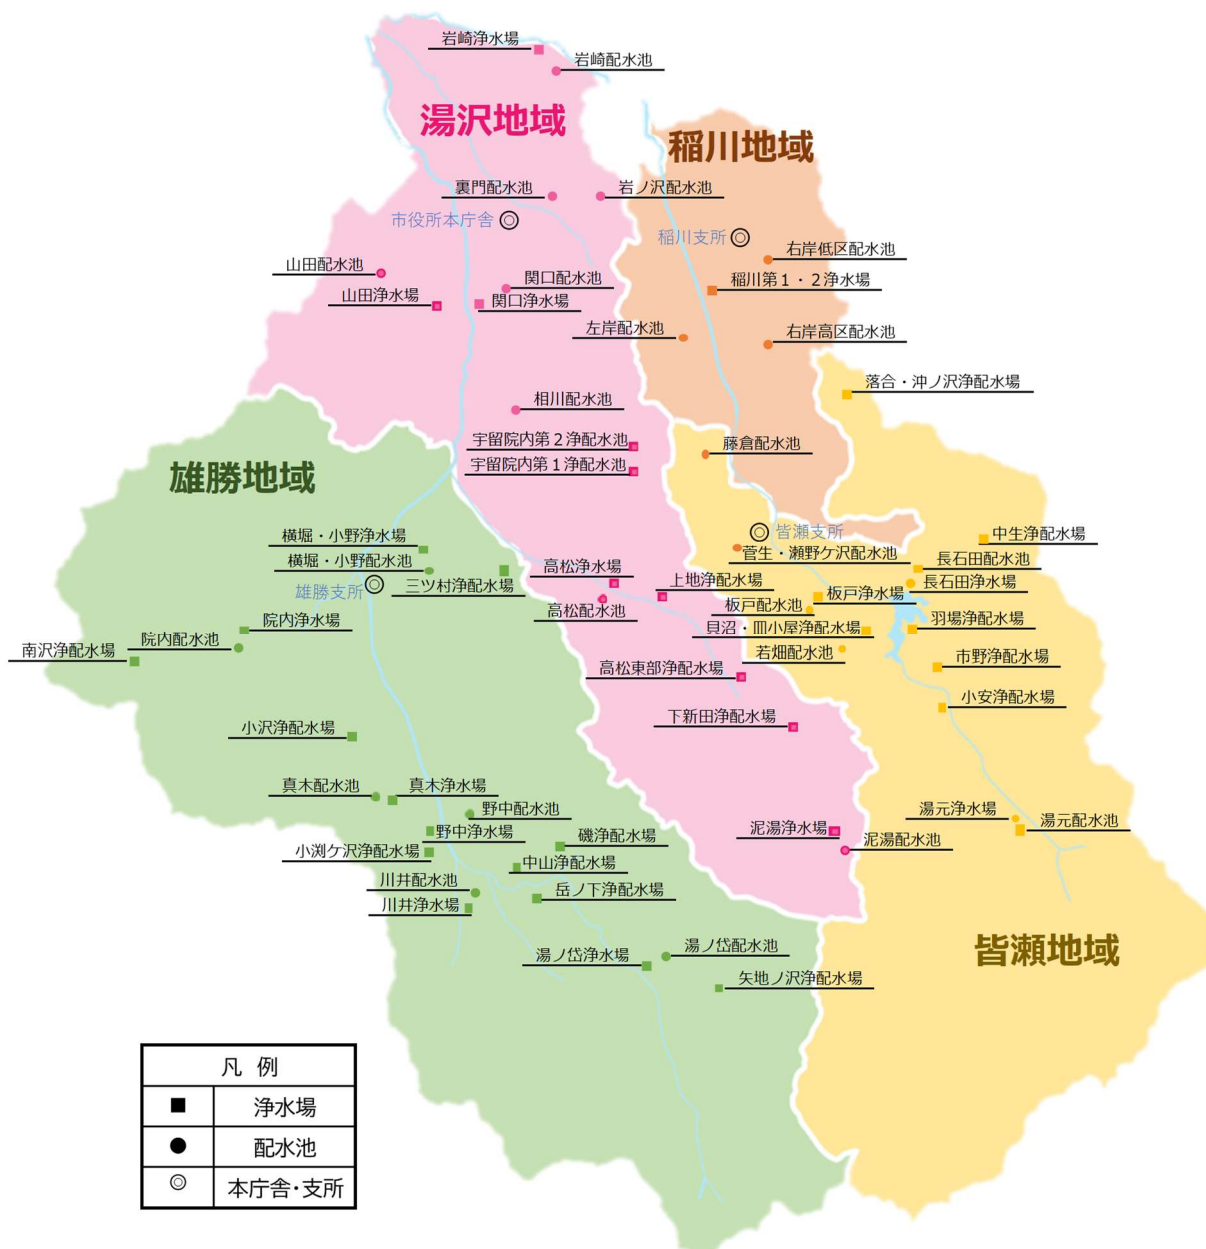 岩崎浄水場
岩崎配水池
湯沢地域
稲川地域
裏門配水池
岩ノ沢配水池
市役所本庁舎
稲川支所
右岸低区配水池
山田配水池
関口配水池
稲川第１・２浄水場
山田浄水場
関口浄水場
左岸配水池
右岸高区配水池
落合・沖ノ沢浄配水場
相川配水池
宇留院内第２浄配水池
藤倉配水池
宇留院内第１浄配水池
雄勝地域
横堀・小野浄水場
皆瀬支所
中生浄配水場
横堀・小野配水池
菅生・瀬野ケ沢配水池
長石田配水池
高松浄水場
雄勝支所
三ツ村浄配水場
上地浄配水場
長石田浄水場
板戸浄水場
高松配水池
板戸配水池
院内浄水場
貝沼・皿小屋浄配水場
羽場浄配水場
院内配水池
南沢浄配水場
若畑配水池
市野浄配水場
高松東部浄配水場
小安浄配水場
下新田浄配水場
小沢浄配水場
真木配水池
真木浄水場
野中配水池
湯元浄水場
湯元配水池
野中浄水場
磯浄配水場
泥湯浄水場
泥湯配水池
小渕ケ沢浄配水場
中山浄配水場
川井配水池
岳ノ下浄配水場
川井浄水場
湯ノ岱浄水場
湯ノ岱配水池
皆瀬地域
矢地ノ沢浄配水場
凡 例
浄水場
配水池
本庁舎・支所